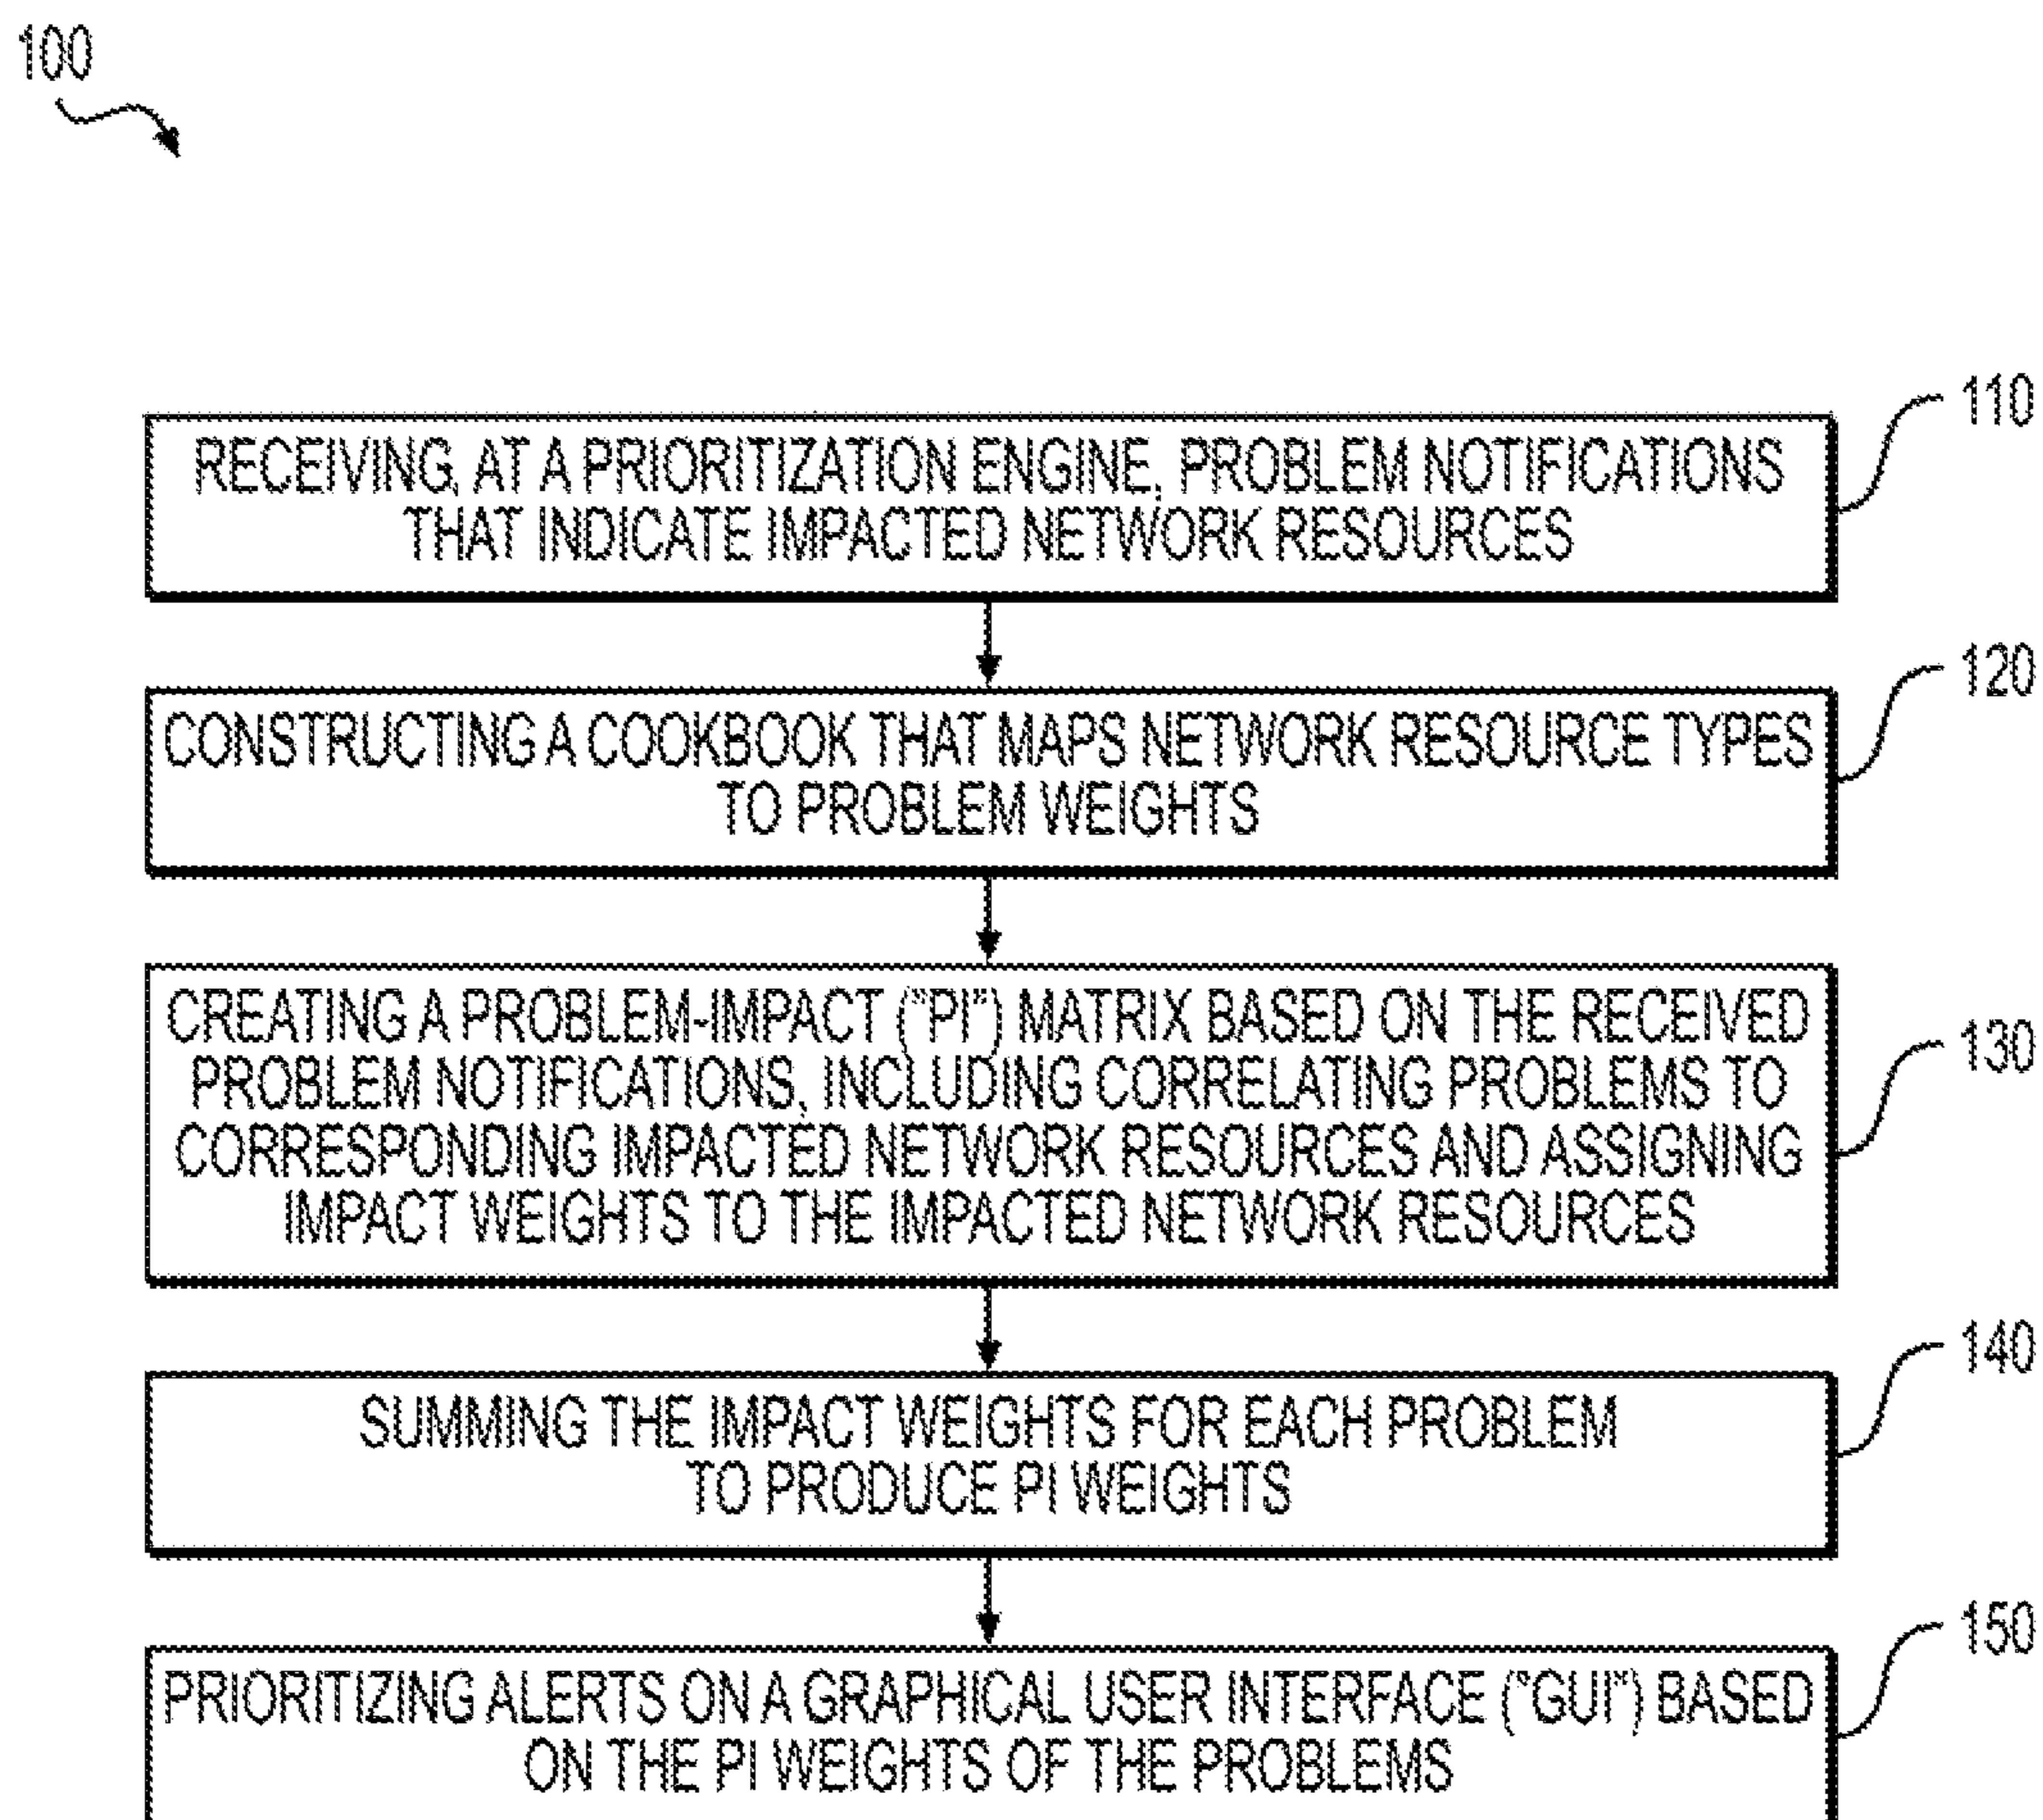 100
110
RECEIVING, AT A PRIORITIZATION ENGINE, PROBLEM NOTIFICATIONS
THAT INDICATE IMPACTED NETWORK RESOURCES
120
CONSTRUCTING A COOKBOOK THAT MAPS NETWORK RESOURCE TYPES
TO PROBLEM WEIGHTS
130
CREATING A PROBLEM-IMPACT ("PI") MATRIX BASED ON THE RECEIVED
PROBLEM NOTIFICATIONS, INCLUDING CORRELATING PROBLEMS TO
CORRESPONDING IMPACTED NETWORK RESOURCES AND ASSIGNING
IMPACT WEIGHTS TO THE IMPACTED NETWORK RESOURCES
140
SUMMING THE IMPACT WEIGHTS FOR EACH PROBLEM
TO PRODUCE PI WEIGHTS
150
PRIORITIZING ALERTS ON A GRAPHICAL USER INTERFACE ("GUI") BASED
ON THE PI WEIGHTS OF THE PROBLEMS